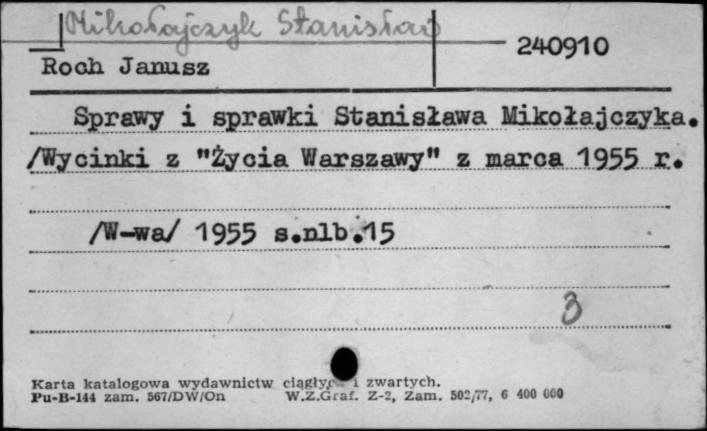 Mikołajczyk Stanisław
240910
Roch Janusz
Sprawy i sprawki Stanisława Mikołajczyka.
/Wycinki z "Życia Warszawy" z marca 1955 r.
/W-wa/ 1955 s.nlb.15
3
Karta katalogowa wydawnictw ciągłyc i zwartych.
Pu-B-144 zam. 567/DW/On W.Z.Graf. Z-2, Zam. 502/77, 6 400 000